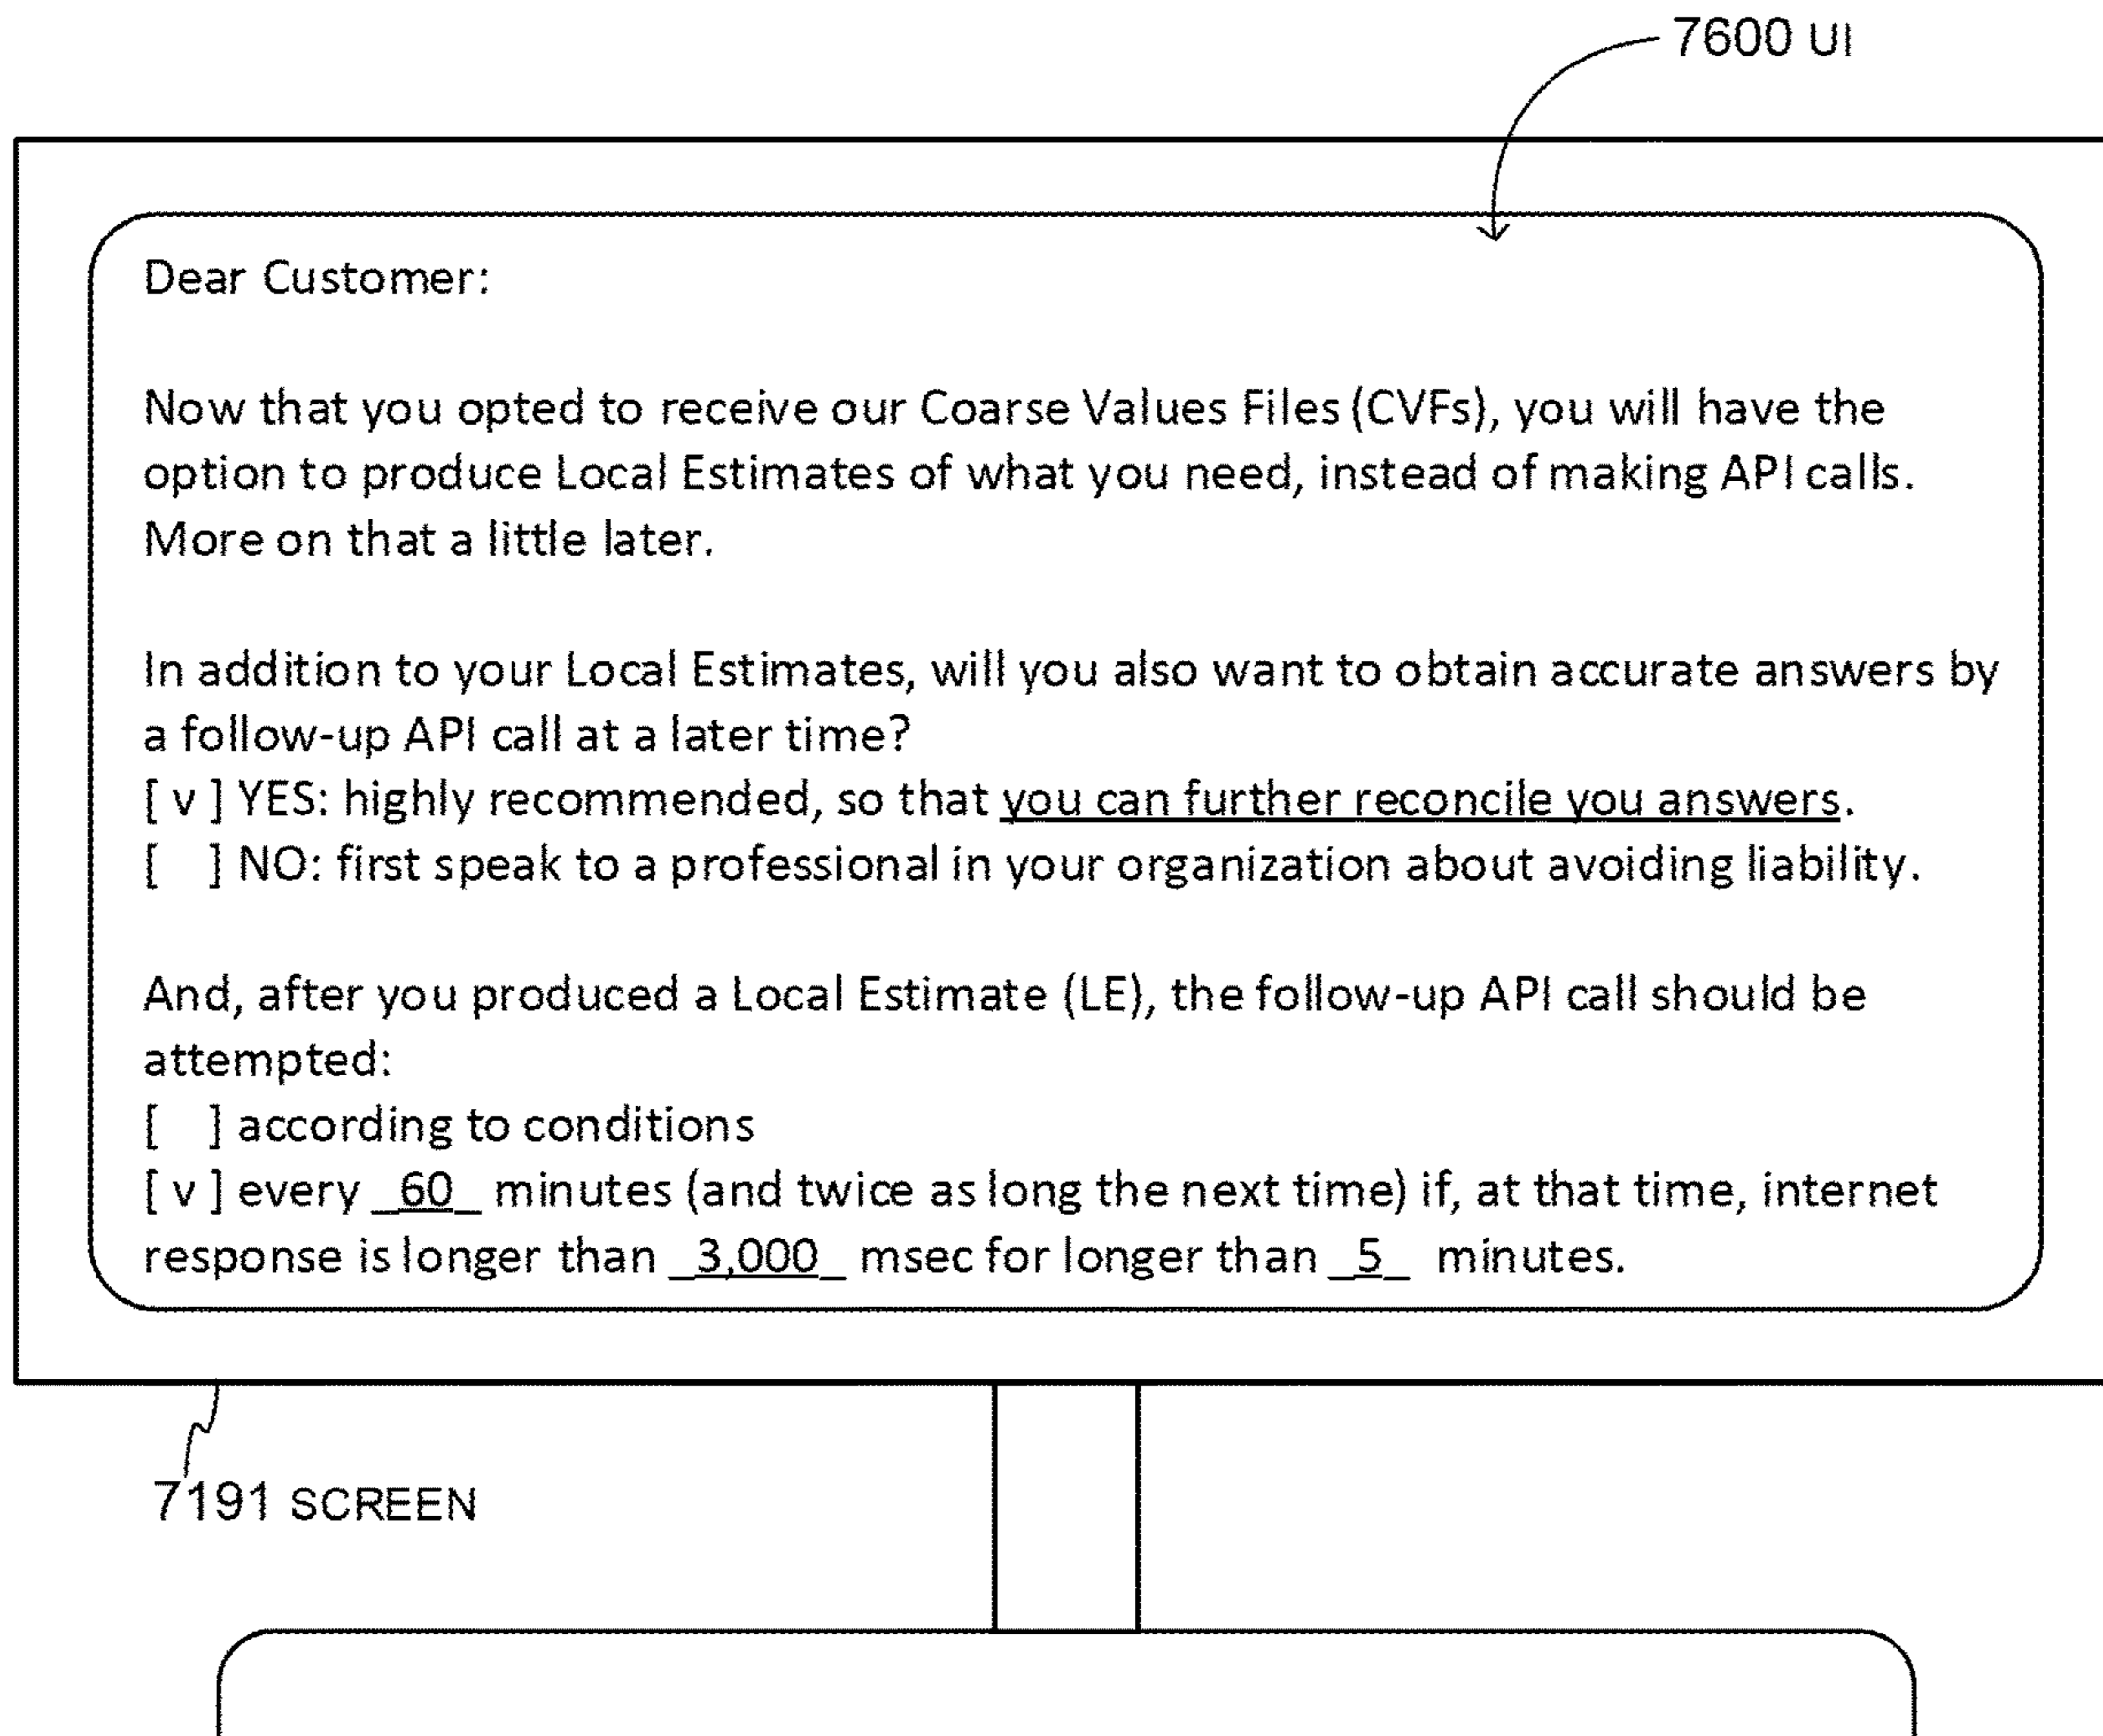 7600 UI
Dear Customer:
Now that you opted to receive our Coarse Values Files (CVFs), you will have the
option to produce Local Estimates of what you need, instead of making API calls.
More on that a little later.
In addition to your Local Estimates, will you also want to obtain accurate answers by
a follow-up API call at a later time?
[ v ] YES: highly recommended, so that you can further reconcile you answers.
[   ] NO: first speak to a professional in your organization about avoiding liability.
And, after you produced a Local Estimate (LE), the follow-up API call should be
attempted:
[   ] according to conditions
[ v ] every _60_ minutes (and twice as long the next time) if, at that time, internet
response is longer than _3,000_ msec for longer than _5_ minutes.
7191 SCREEN